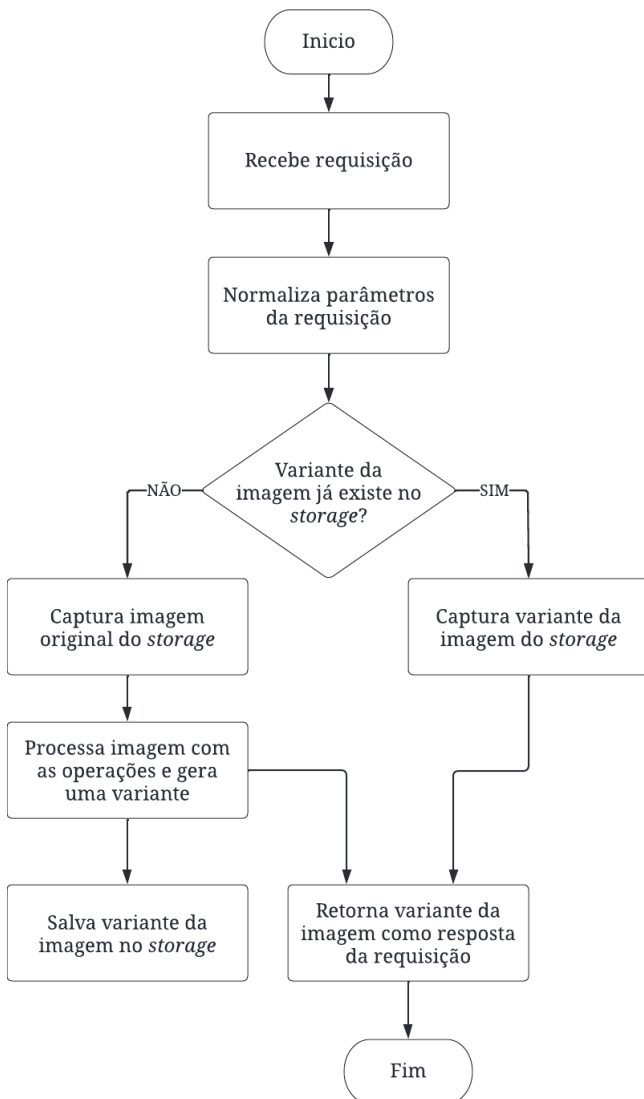 Inicio
Recebe requisição
Normaliza parâmetros
da requisição
Variante da
imagem já existe no
storage?
NÃO
SIM
Captura imagem
original do storage
Captura variante da
imagem do storage
Processa imagem com
as operações e gera
uma variante
Salva variante da
imagem no storage
Retorna variante da
imagem como resposta
da requisição
Fim